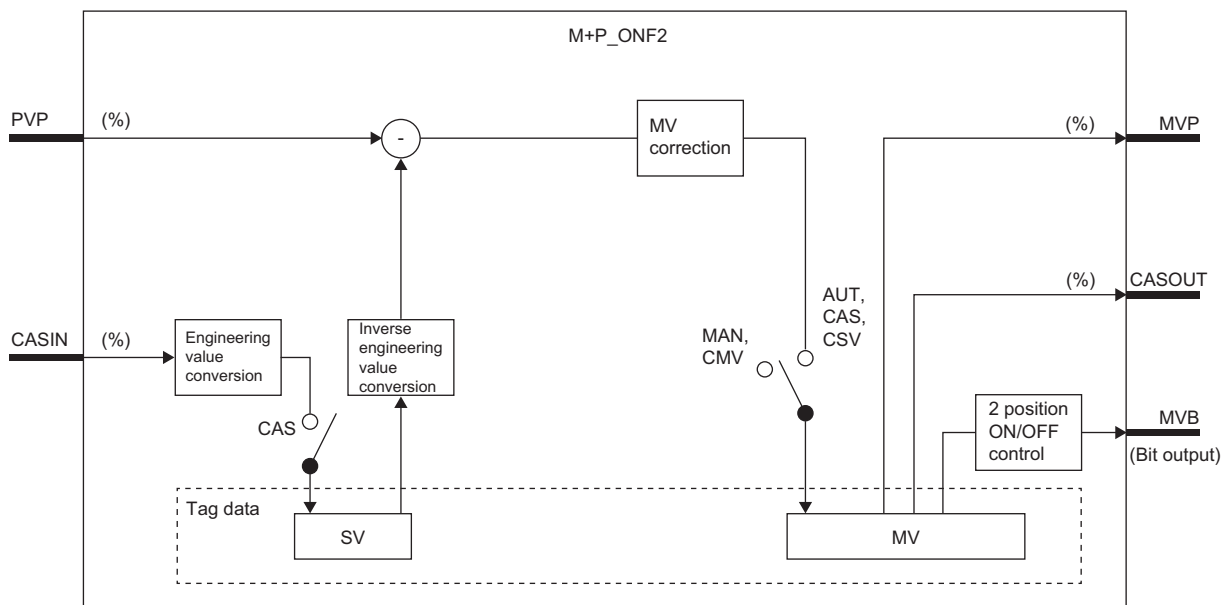 M+P_ONF2
PVP
(%)
-
MV
correction
(%)
MVP
CASIN
(%)
Engineering
value
conversion
CAS
Inverse
engineering
value
conversion
MAN,
CMV
AUT,
CAS,
CSV
(%)
CASOUT
2 position
ON/OFF
control
MVB
(Bit output)
Tag data
SV
MV